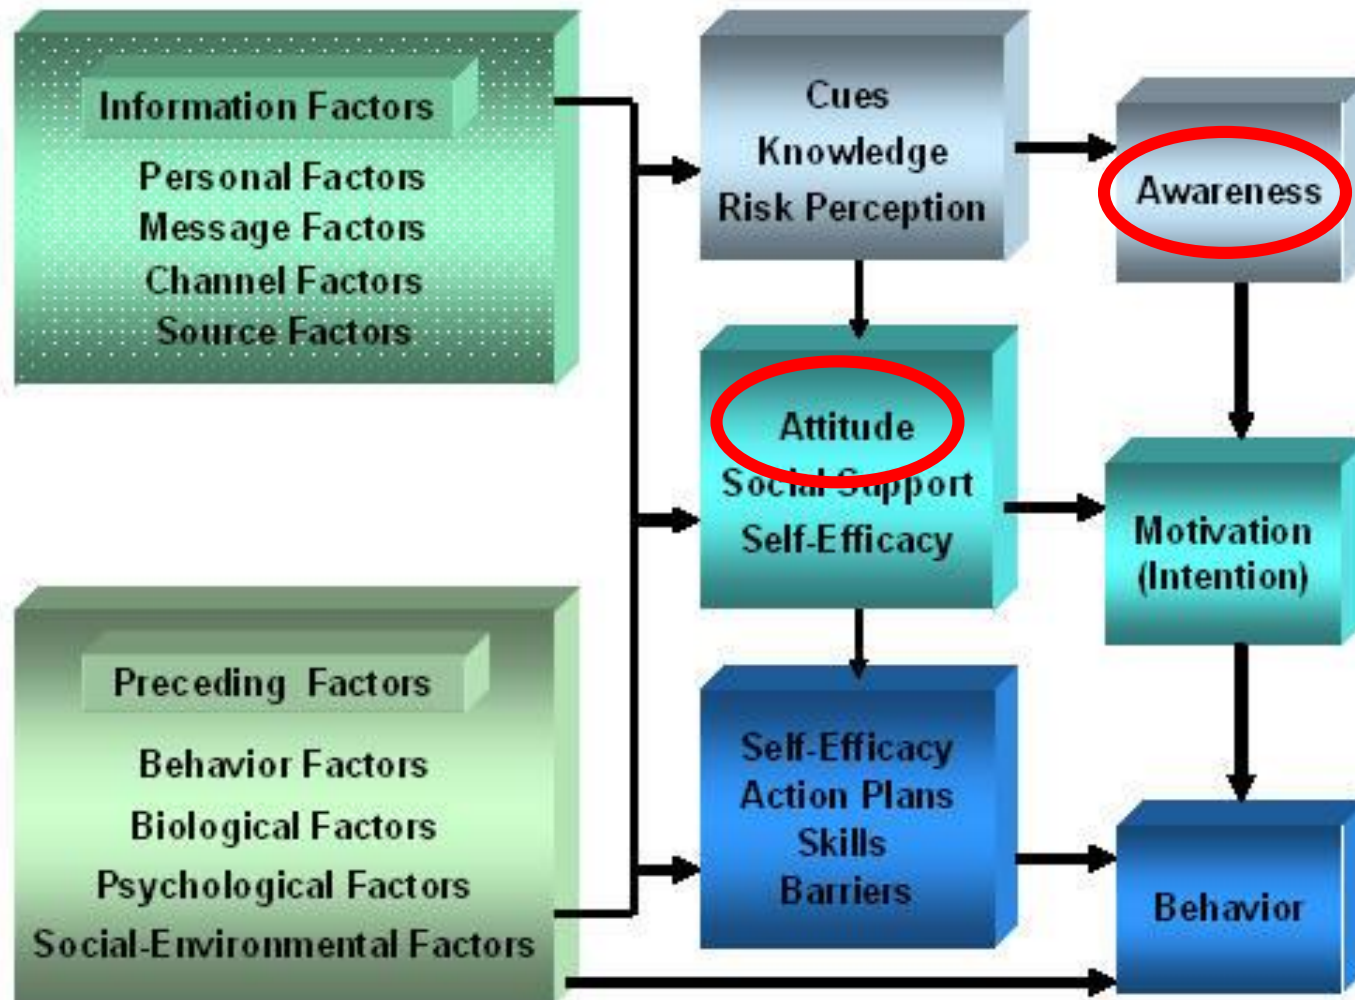 Information Factors
Personal Factors
Message Factors
Channel Factors
Source Factors
Preceding Factors
Behavior Factors
Biological Factors
Psychological Factors
Social-Environmental Factors
Cues
Knowledge
Risk Perception
Attitude
Social Support
Self-Efficacy
Self-Efficacy
Action Plans
Skills
Barriers
Awareness
Motivation
(Intention)
Behavior